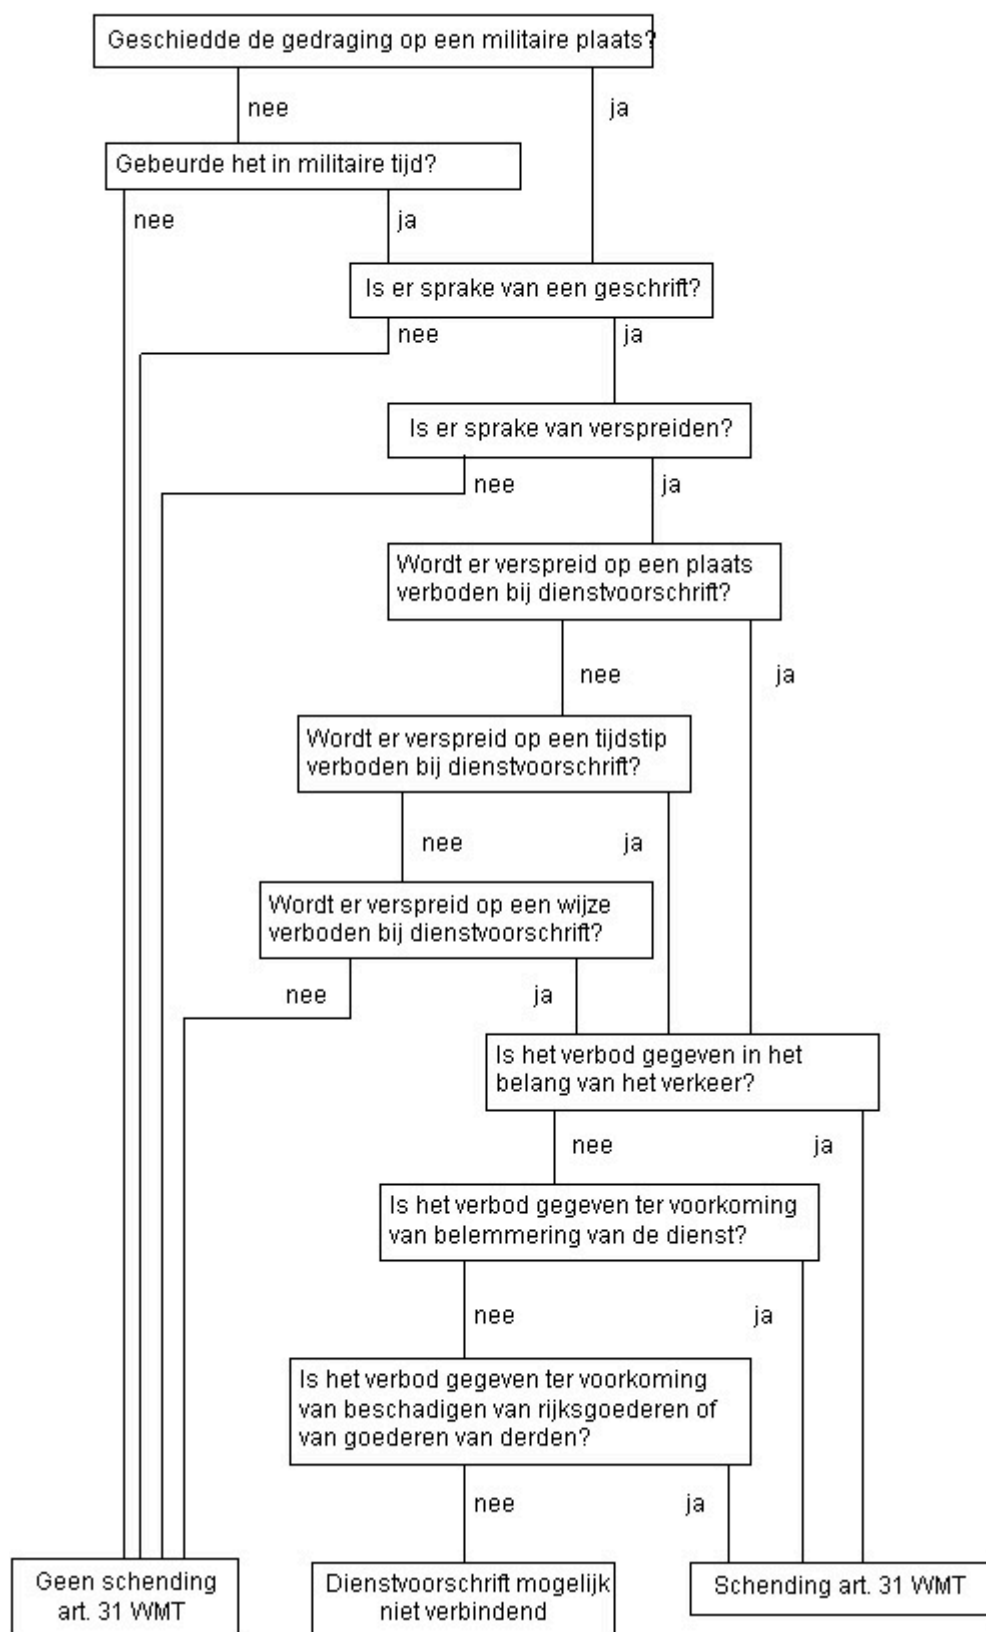 Geschiedde de gedraging op een militaire plaats?
nee
ja
Gebeurde het in militaire tijd?
nee
ja
Is er sprake van een geschrift?
nee
ja
Is er sprake van verspreiden?
nee
ja
Wordt er verspreid op een plaats
verboden bij dienstvoorschrift?
nee
ja
Wordt er verspreid op een tijdstip
verboden bij dienstvoorschrift?
nee
ja
Wordt er verspreid op een wijze
verboden bij dienstvoorschrift?
nee
ja
Is het verbod gegeven in het
belang van het verkeer?
nee
ja
Is het verbod gegeven ter voorkoming
van belemmering van de dienst?
nee
ja
Is het verbod gegeven ter voorkoming
van beschadigen van rijksgoederen of
van goederen van derden?
nee
ja
Geen schending
art. 31 WMT
Dienstvoorschrift mogelijk
niet verbindend
Schending art. 31 WMT